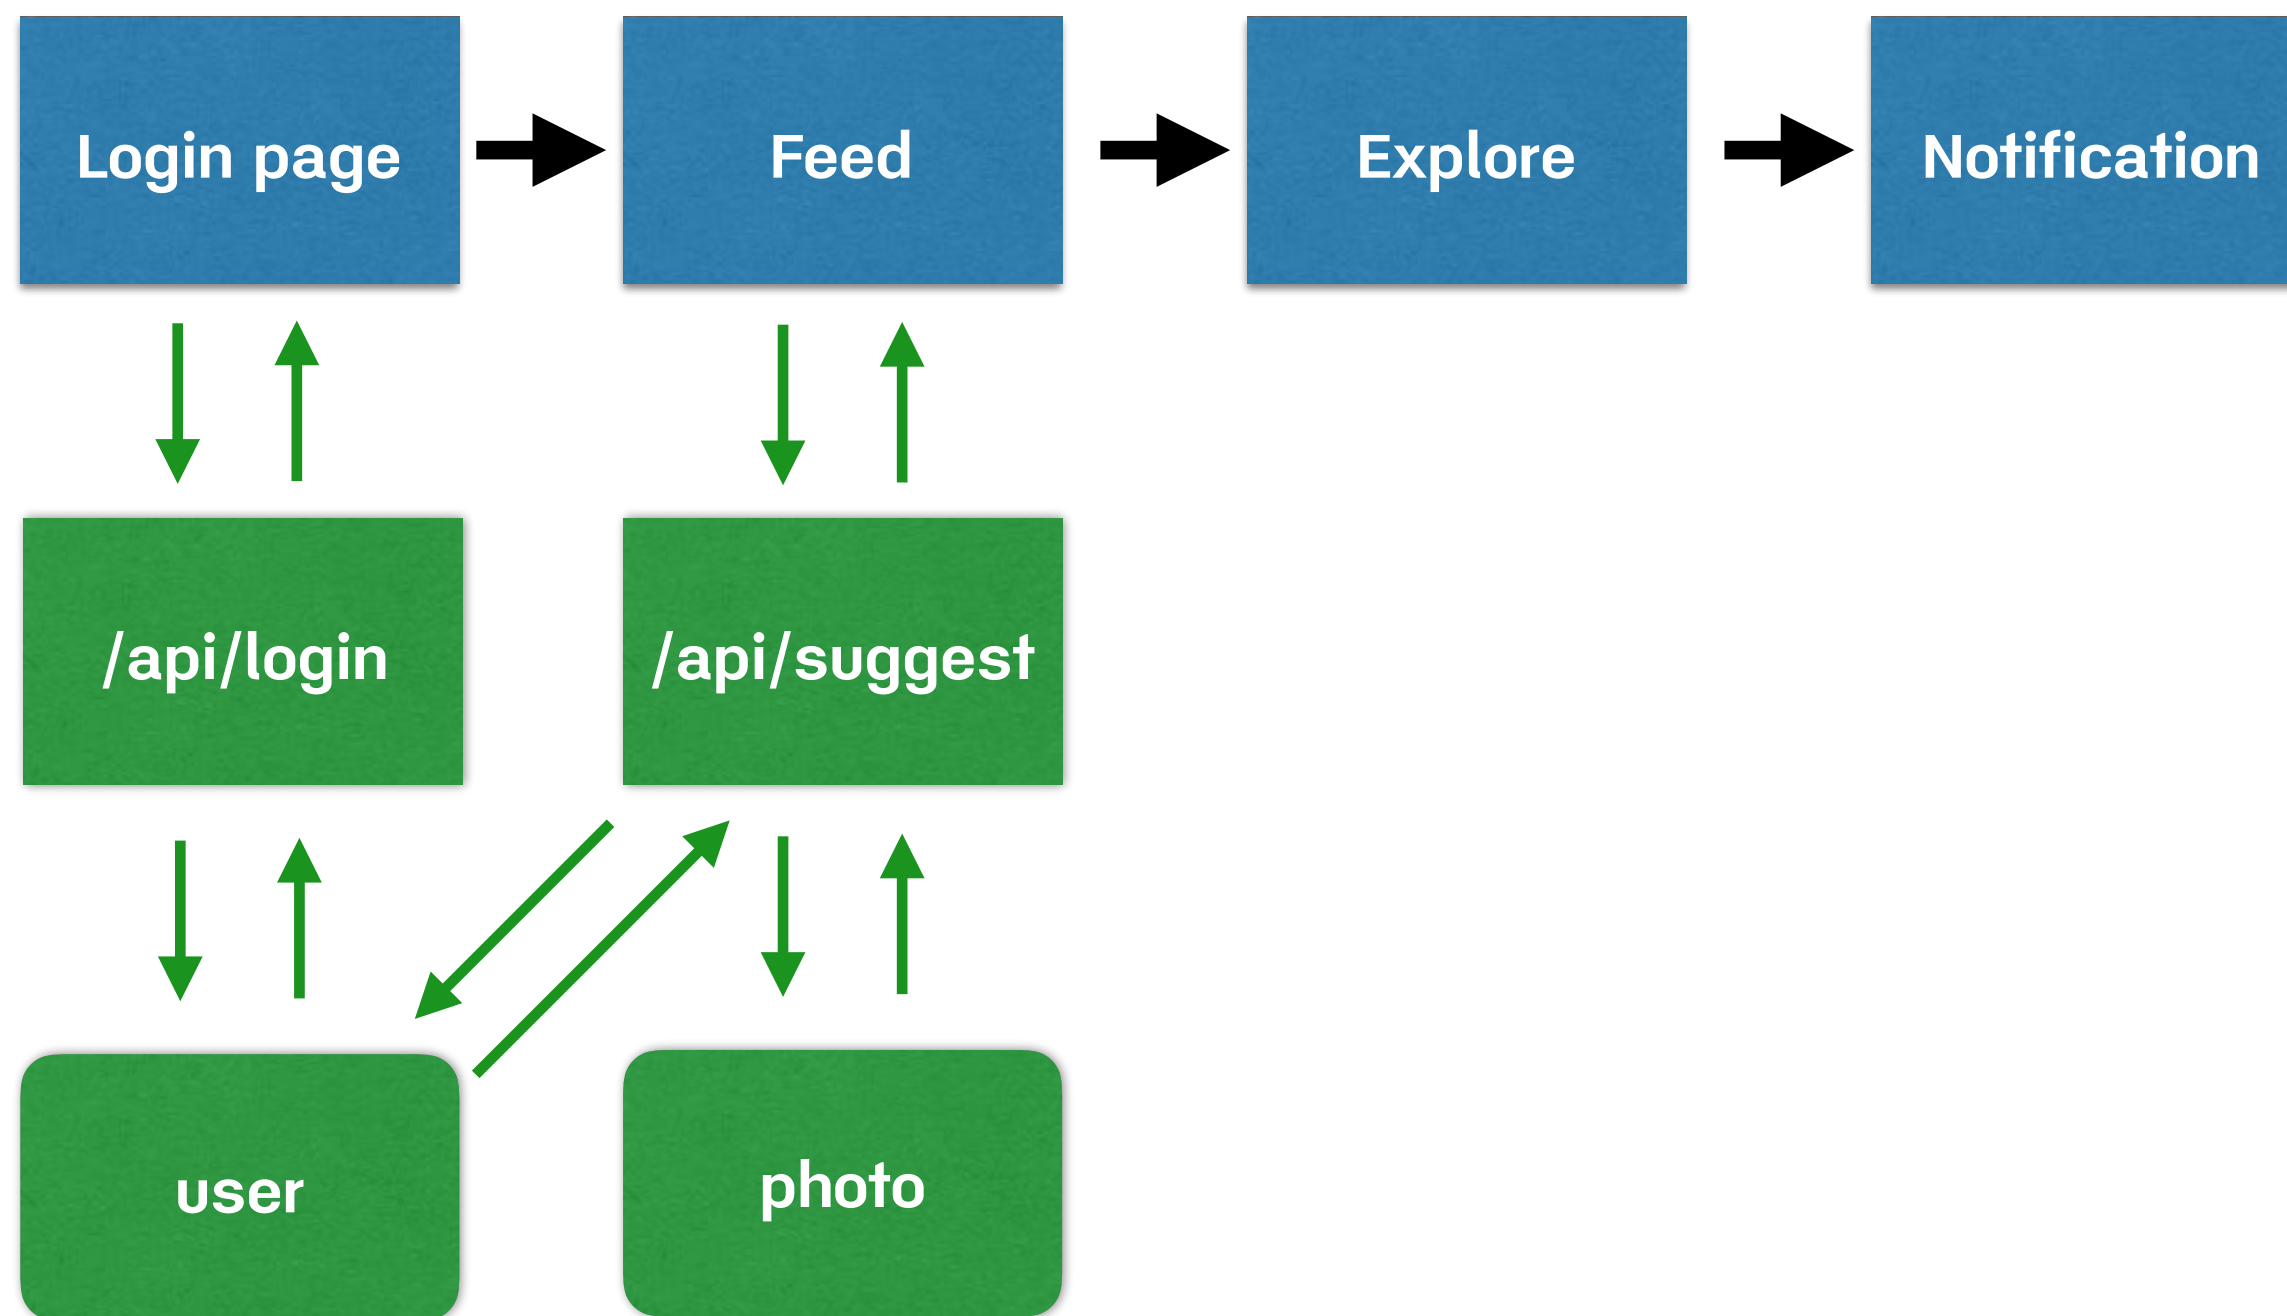 Login page
Feed
Explore
Notification
/api/login
/api/suggest
user
photo